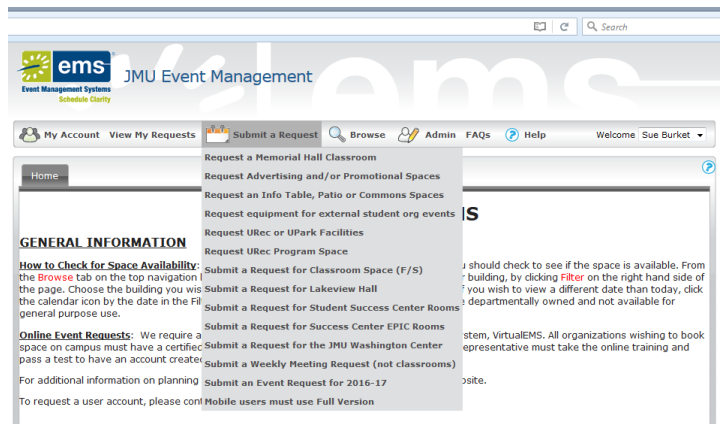 Search
ems
Event Management Systems
Schedule Clarity
JMU Event Management
My Account View My Requests Submit a Request Browse Admin FAQs ? Help Welcome Sue Burket
Home
?
Request a Memorial Hall Classroom
Request Advertising and/or Promotional Spaces
Request an Info Table, Patio or Commons Spaces
Request equipment for external student org events
Request URec or UPark Facilities
Request URec Program Space
Submit a Request for Classroom Space (F/S)
Submit a Request for Lakeview Hall
Submit a Request for Student Success Center Rooms
Submit a Request for Success Center EPIC Rooms
Submit a Request for the JMU Washington Center
Submit a Weekly Meeting Request (not classrooms)
Submit an Event Request for 2016-17
Mobile users must use Full Version
GENERAL INFORMATION
How to Check for Space Availability: should check to see if the space is available. From
the Browse tab on the top navigation building, by clicking Filter on the right hand side of
the page. Choose the building you wis you wish to view a different date than today, click
the calendar icon by the date in the Fil departmentally owned and not available for
general purpose use.
Online Event Requests: We require a stem, VirtualEMS. All organizations wishing to book
space on campus must have a certified epresentative must take the online training and
pass a test to have an account created
For additional information on planning osite.
To request a user account, please cont